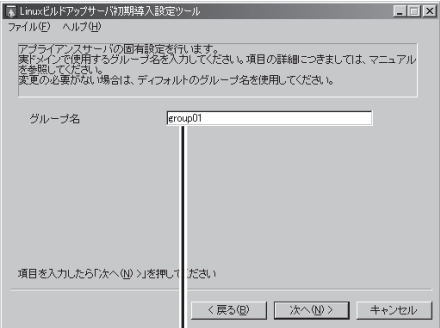 Linuxビルドアップサーバ初期導入設定ツール
ファイル(F) ヘルプ(H)
アプライアンスサーバの固有設定を行います。
実ドメインで使用するグループ名を入力してください。項目の詳細につきましては、マニュアル
を参照してください。
変更の必要がない場合は、ディフォルトのグループ名を使用してください。
グループ名 group01
項目を入力したら「次へ(N) >」を押してください
< 戻る(B) 次へ(N) > キャンセル